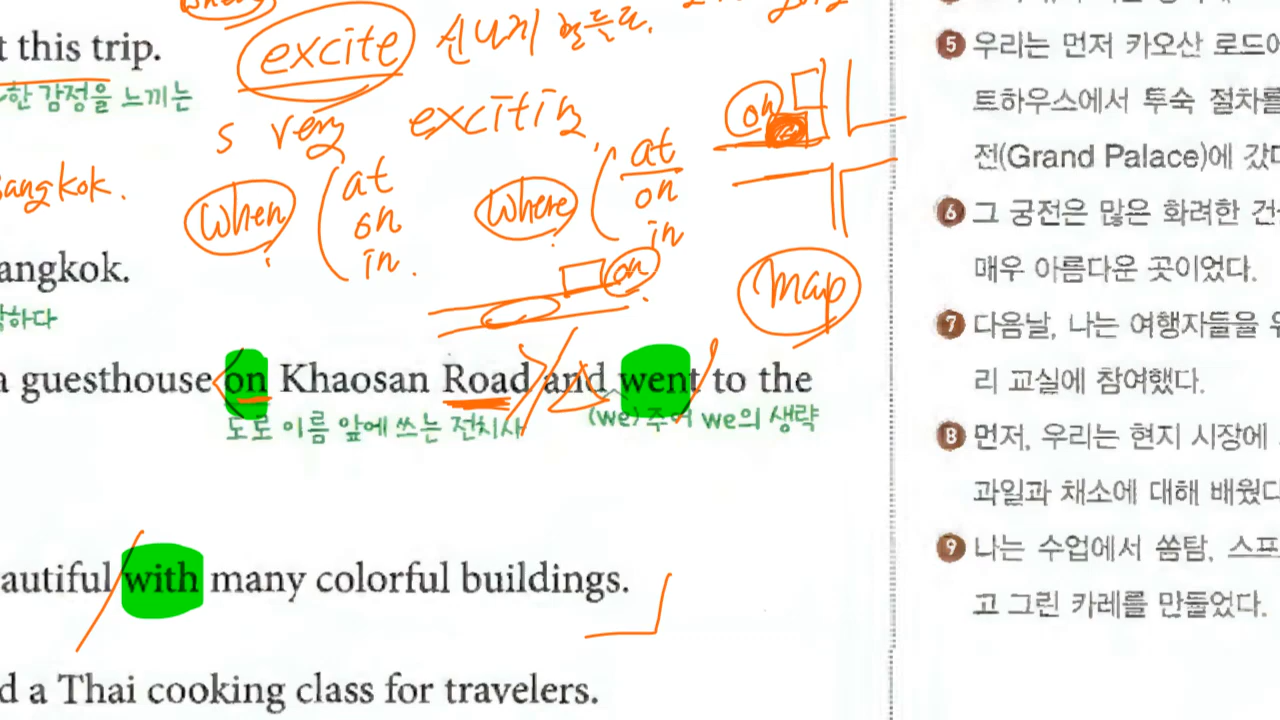 t this trip.
excite 신나게 만들다.
한 감정을 느끼는
s very exciting
on
angkok.
when at on in.
where at on in
on
map
angkok.
하다
a guesthouse on Khaosan Road and went to the
도로 이름 앞에 쓰는 전치사 (we) 주어 we의 생략
autiful with many colorful buildings.
d a Thai cooking class for travelers.
5 우리는 먼저 카오산 로드에
트하우스에서 투숙 절차를
전(Grand Palace)에 갔다
6 그 궁전은 많은 화려한 건
매우 아름다운 곳이었다.
7 다음날, 나는 여행자들을 위
리 교실에 참여했다.
8 먼저, 우리는 현지 시장에
과일과 채소에 대해 배웠다
9 나는 수업에서 쏨탐, 스프
고 그린 카레를 만들었다.